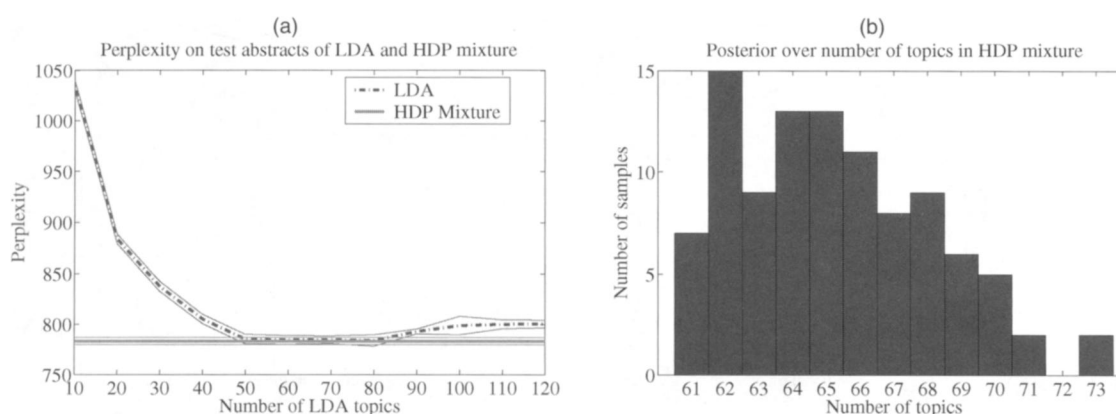 (a)
Perplexity on test abstracts of LDA and HDP mixture
1050
1000
950
900
850
800
750
Perplexity
LDA
HDP Mixture
10 20 30 40 50 60 70 80 90 100 110 120
Number of LDA topics
(b)
Posterior over number of topics in HDP mixture
15
10
5
0
Number of samples
61 62 63 64 65 66 67 68 69 70 71 72 73
Number of topics